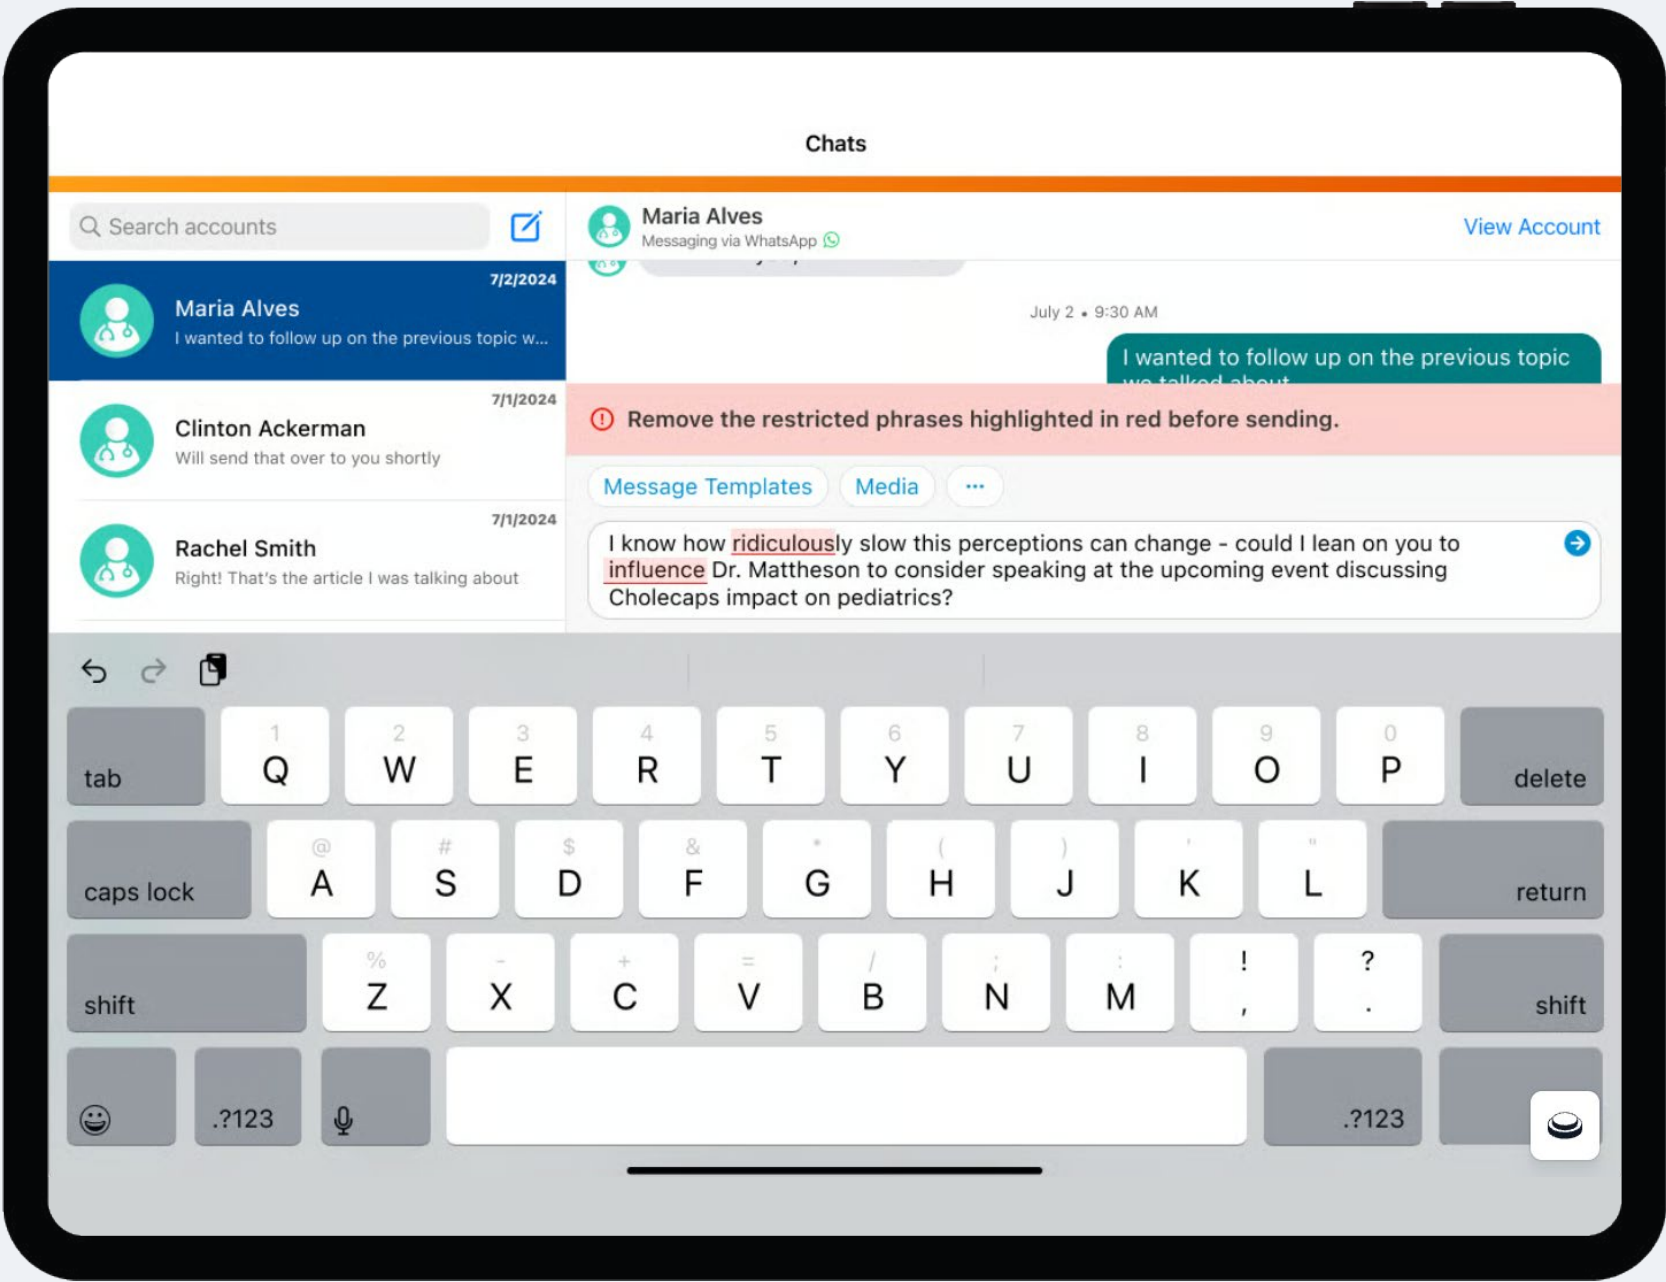 Chats
Search accounts
7/2/2024
Maria Alves
I wanted to follow up on the previous topic w...
7/1/2024
Clinton Ackerman
Will send that over to you shortly
7/1/2024
Rachel Smith
Right! That's the article I was talking about
Maria Alves
Messaging via WhatsApp
View Account
July 2 • 9:30 AM
I wanted to follow up on the previous topic
we talked about
Remove the restricted phrases highlighted in red before sending.
Message Templates Media ...
I know how ridiculously slow this perceptions can change - could I lean on you to
influence Dr. Mattheson to consider speaking at the upcoming event discussing
Cholecaps impact on pediatrics?
1 2 3 4 5 6 7 8 9 0
tab Q W E R T Y U I O P delete
@ # $ & * ( ) ' "
caps lock A S D F G H J K L return
% - + = / ; : ! ?
shift Z X C V B N M , . shift
.?123 .?123